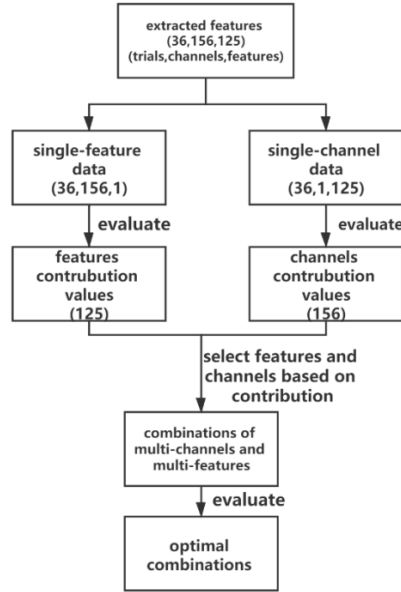 extracted features
(36,156,125)
(trials,channels,features)
single-feature
data
(36,156,1)
single-channel
data
(36,1,125)
evaluate
evaluate
features
contrubution
values
(125)
channels
contrubution
values
(156)
select features and
channels based on
contribution
combinations of
multi-channels and
multi-features
evaluate
optimal
combinations